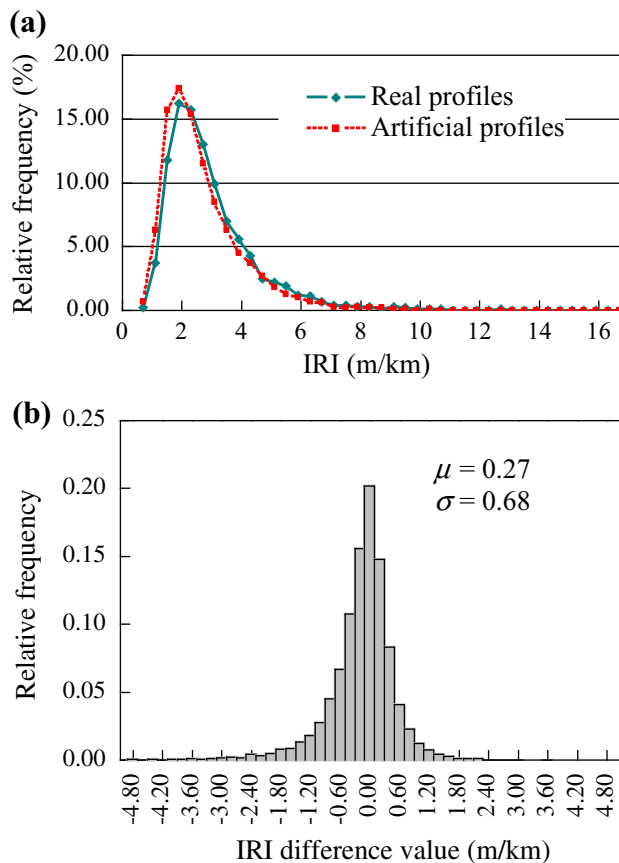 (a)
Relative frequency (%)
20.00
15.00
10.00
5.00
0.00
Real profiles
Artificial profiles
0 2 4 6 8 10 12 14 16
IRI (m/km)
(b)
Relative frequency
0.25
0.20
0.15
0.10
0.05
0.00
μ = 0.27
σ = 0.68
-4.80 -4.20 -3.60 -3.00 -2.40 -1.80 -1.20 -0.60 0.00 0.60 1.20 1.80 2.40 3.00 3.60 4.20 4.80
IRI difference value (m/km)